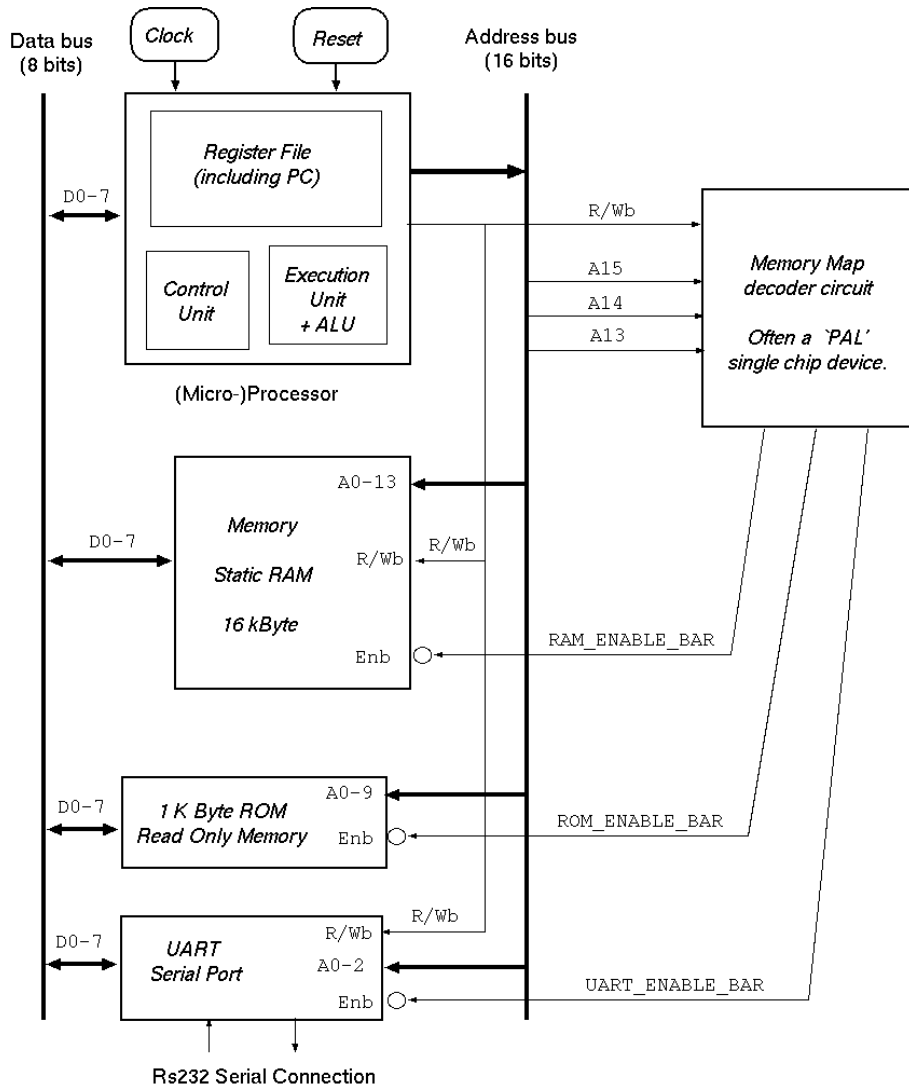 Clock
Reset
Data bus
(8 bits)
Address bus
(16 bits)
Register File
(including PC)
D0-7
R/Wb
Control
Unit
Execution
Unit
+ ALU
A15
A14
A13
Memory Map
decoder circuit
Often a `PAL'
single chip device.
(Micro-)Processor
A0-13
Memory
D0-7
R/Wb
R/Wb
Static RAM
16 kByte
Enb
RAM_ENABLE_BAR
D0-7
1 K Byte ROM
Read Only Memory
A0-9
Enb
ROM_ENABLE_BAR
D0-7
UART
Serial Port
R/Wb
R/Wb
A0-2
Enb
UART_ENABLE_BAR
Rs232 Serial Connection